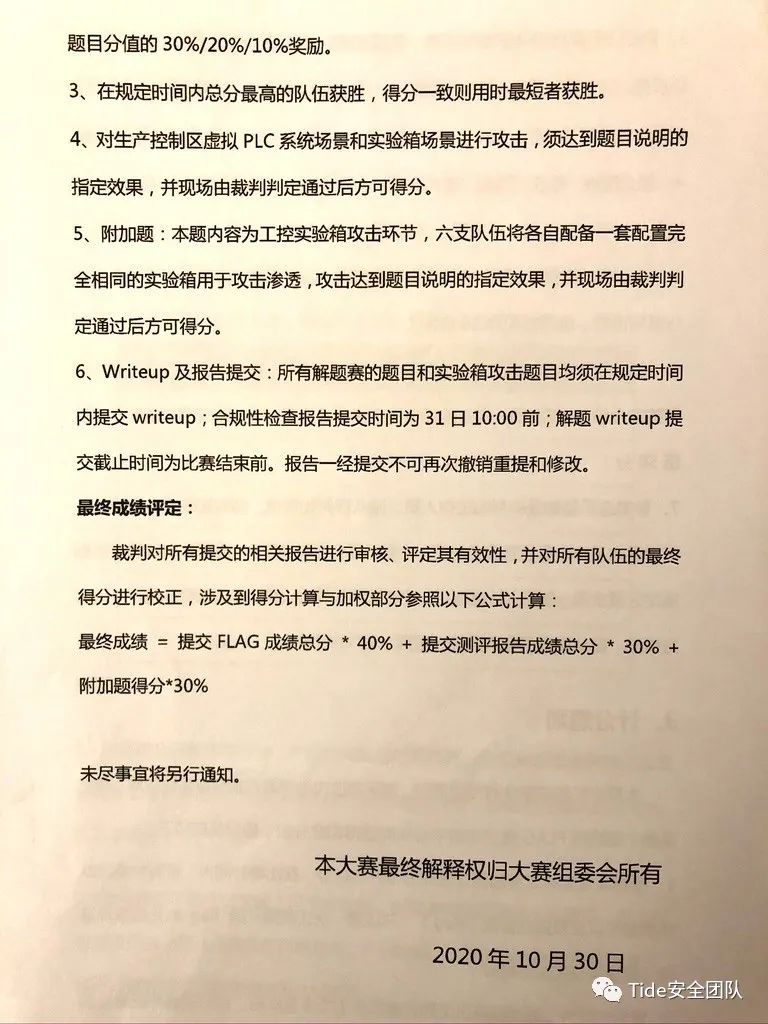 题目分值的 30%/20%/10%奖励。
3、在规定时间内总分最高的队伍获胜，得分一致则用时最短者获胜。
4、对生产控制区虚拟 PLC 系统场景和实验箱场景进行攻击，须达到题目说明的
指定效果，并现场由裁判判定通过后方可得分。
5、附加题：本题内容为工控实验箱攻击环节，六支队伍将各自配备一套配置完
全相同的实验箱用于攻击渗透，攻击达到题目说明的指定效果，并现场由裁判判
定通过后方可得分。
6、Writeup 及报告提交：所有解题赛的题目和实验箱攻击题目均须在规定时间
内提交 writeup；合规性检查报告提交时间为 31 日 10:00 前；解题 writeup 提
交截止时间为比赛结束前。报告一经提交不可再次撤销重提和修改。
最终成绩评定：
裁判对所有提交的相关报告进行审核、评定其有效性，并对所有队伍的最终
得分进行校正，涉及到得分计算与加权部分参照以下公式计算：
最终成绩 = 提交 FLAG 成绩总分 * 40% + 提交测评报告成绩总分 * 30% +
附加题得分*30%
未尽事宜将另行通知。
本大赛最终解释权归大赛组委会所有
2020 年 10 月 30 日
Tide安全团队